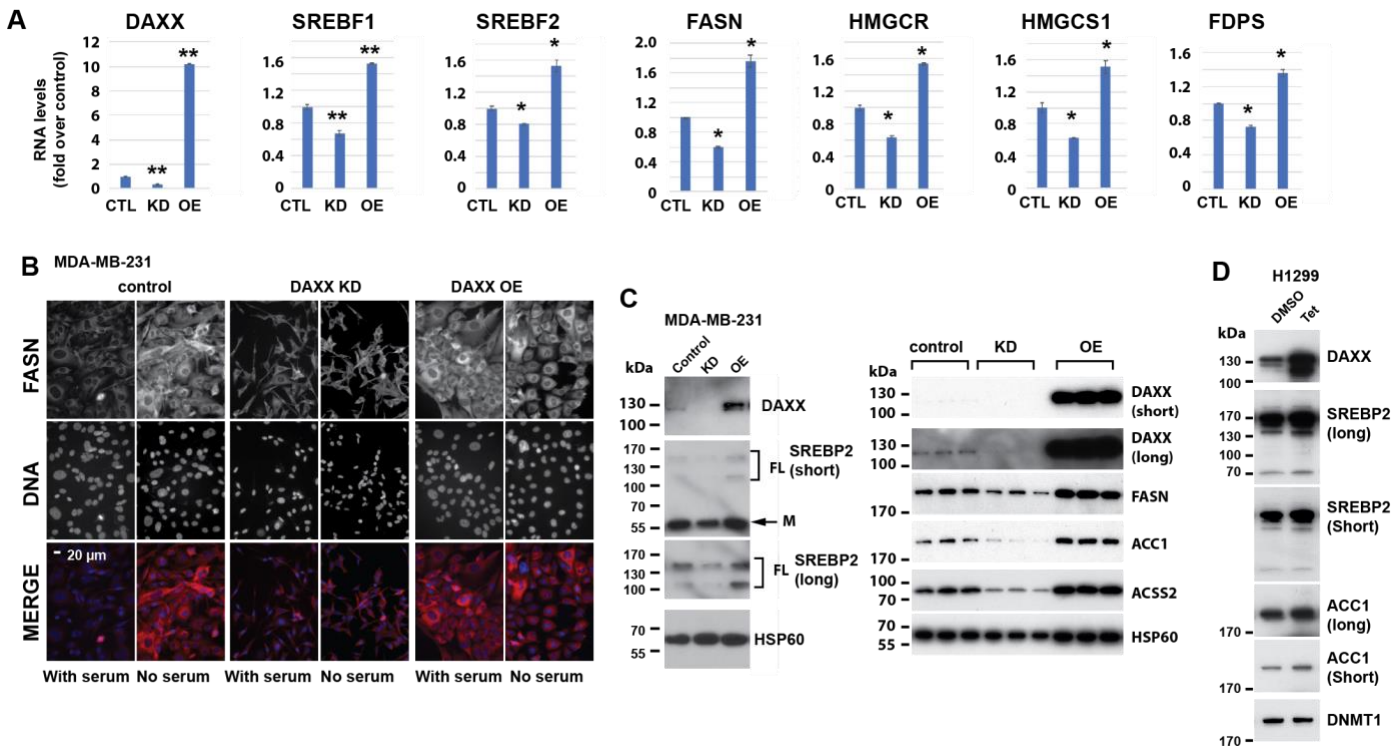 A
DAXX SREBF1 SREBF2 FASN HMGCR HMGCS1 FDPS
RNA levels
(fold over control)
12 10 8 6 4 2 0
1.6 1.2 0.8 0.4
1.6 1.2 0.8 0.4
2.0 1.6 1.2 0.8 0.4 0
1.6 1.2 0.8 0.4 0
1.6 1.2 0.8 0.4 0
1.6 1.2 0.8 0.4 0
** **
** **
* *
* *
* *
* *
* *
CTL KD OE CTL KD OE CTL KD OE CTL KD OE CTL KD OE CTL KD OE CTL KD OE
B MDA-MB-231
control DAXX KD DAXX OE
FASN
DNA
MERGE
20 µm
With serum No serum With serum No serum With serum No serum
C
MDA-MB-231
kDa Control KD OE
130
100
DAXX
170
130
100
70
55
FL SREBP2
(short)
M
170
130
100
FL SREBP2
(long)
70
55
HSP60
control KD OE
kDa
130
100
DAXX
(short)
130
100
DAXX
(long)
FASN
170
ACC1
170
100
70
ACSS2
70
55
HSP60
D
H1299
kDa DMSO Tet
130
100
DAXX
170
130
100
70
SREBP2
(long)
SREBP2
(Short)
ACC1
(long)
170
ACC1
(Short)
170
DNMT1
170